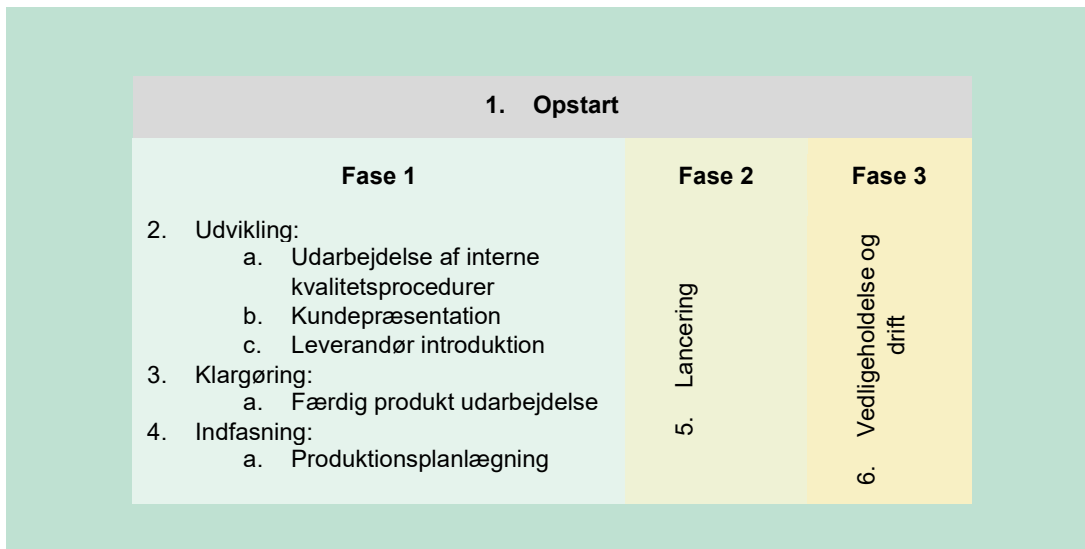 1. Opstart
Fase 1
Fase 2
Fase 3
2. Udvikling:
a. Udarbejdelse af interne
kvalitetsprocedurer
b. Kundepræsentation
c. Leverandør introduktion
3. Klargøring:
a. Færdig produkt udarbejdelse
4. Indfasning:
a. Produktionsplanlægning
5. Lancering
6. Vedligeholdelse og
drift